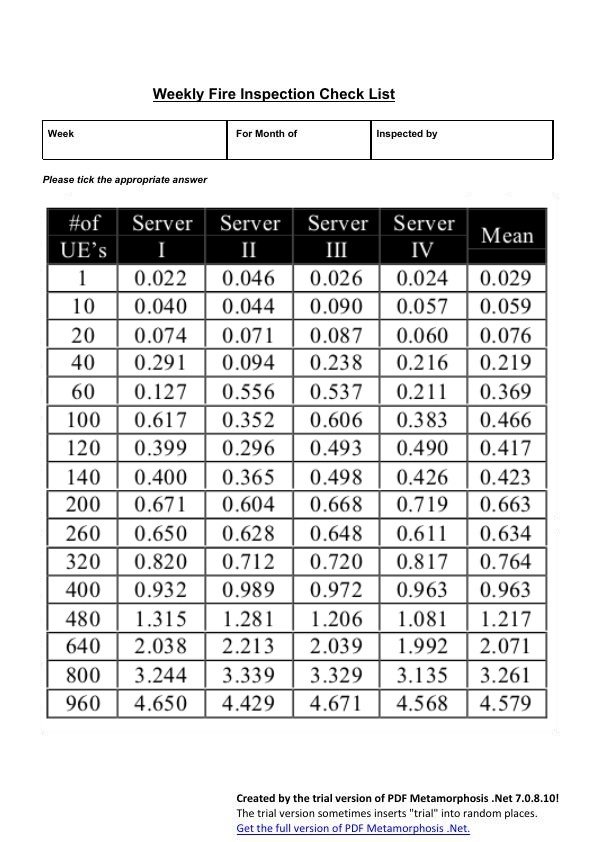 Weekly Fire Inspection Check List
Week For Month of Inspected by
Please tick the appropriate answer
#of Server Server Server Server Mean
UE's I II III IV
1 0.022 0.046 0.026 0.024 0.029
10 0.040 0.044 0.090 0.057 0.059
20 0.074 0.071 0.087 0.060 0.076
40 0.291 0.094 0.238 0.216 0.219
60 0.127 0.556 0.537 0.211 0.369
100 0.617 0.352 0.606 0.383 0.466
120 0.399 0.296 0.493 0.490 0.417
140 0.400 0.365 0.498 0.426 0.423
200 0.671 0.604 0.668 0.719 0.663
260 0.650 0.628 0.648 0.611 0.634
320 0.820 0.712 0.720 0.817 0.764
400 0.932 0.989 0.972 0.963 0.963
480 1.315 1.281 1.206 1.081 1.217
640 2.038 2.213 2.039 1.992 2.071
800 3.244 3.339 3.329 3.135 3.261
960 4.650 4.429 4.671 4.568 4.579
Created by the trial version of PDF Metamorphosis .Net 7.0.8.10!
The trial version sometimes inserts "trial" into random places.
Get the full version of PDF Metamorphosis .Net.